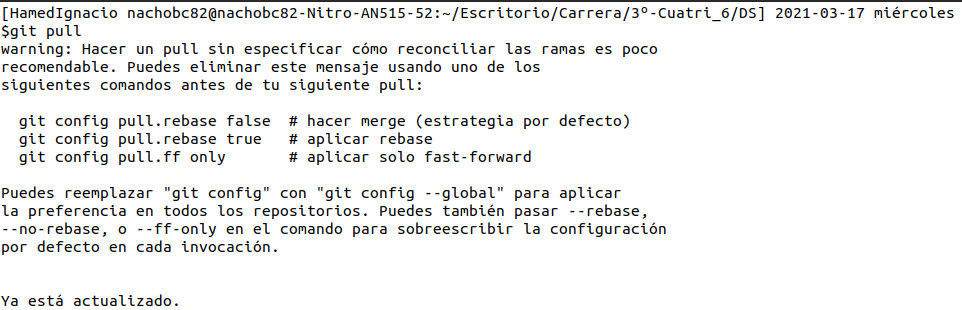 [HamedIgnacio nachobc82@nachobc82-Nitro-AN515-52:~/Escritorio/Carrera/3º-Cuatri_6/DS] 2021-03-17 miércoles
$git pull
warning: Hacer un pull sin especificar cómo reconciliar las ramas es poco
recomendable. Puedes eliminar este mensaje usando uno de los
siguientes comandos antes de tu siguiente pull:

  git config pull.rebase false  # hacer merge (estrategia por defecto)
  git config pull.rebase true   # aplicar rebase
  git config pull.ff only       # aplicar solo fast-forward

Puedes reemplazar "git config" con "git config --global" para aplicar
la preferencia en todos los repositorios. Puedes también pasar --rebase,
--no-rebase, o --ff-only en el comando para sobreescribir la configuración
por defecto en cada invocación.

Ya está actualizado.